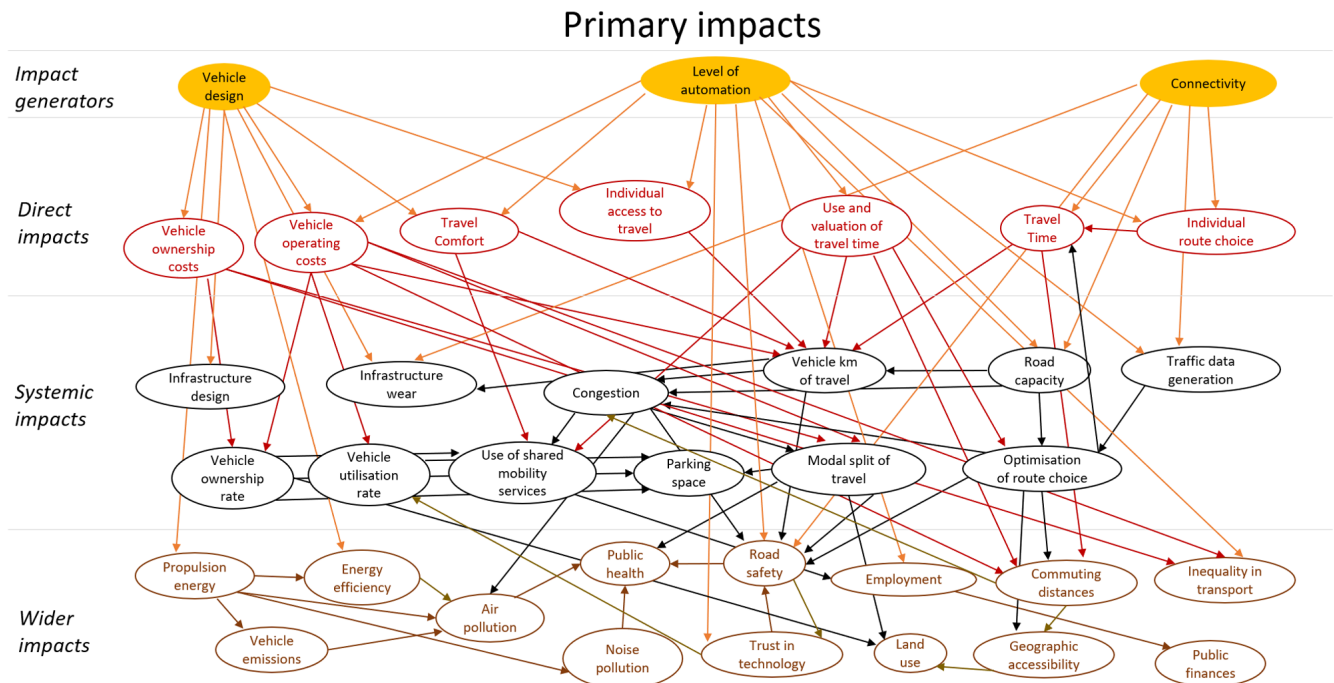 Primary impacts
Impact
generators
Vehicle
design
Level of
automation
Connectivity
Direct
impacts
Vehicle
ownership
costs
Vehicle
operating
costs
Travel
Comfort
Individual
access to
travel
Use and
valuation of
travel time
Travel
Time
Individual
route choice
Systemic
impacts
Infrastructure
design
Infrastructure
wear
Congestion
Vehicle km
of travel
Road
capacity
Traffic data
generation
Vehicle
ownership
rate
Vehicle
utilisation
rate
Use of shared
mobility
services
Parking
space
Modal split of
travel
Optimisation
of route choice
Wider
impacts
Propulsion
energy
Energy
efficiency
Air
pollution
Vehicle
emissions
Public
health
Noise
pollution
Road
safety
Trust in
technology
Employment
Land
use
Commuting
distances
Geographic
accessibility
Inequality in
transport
Public
finances